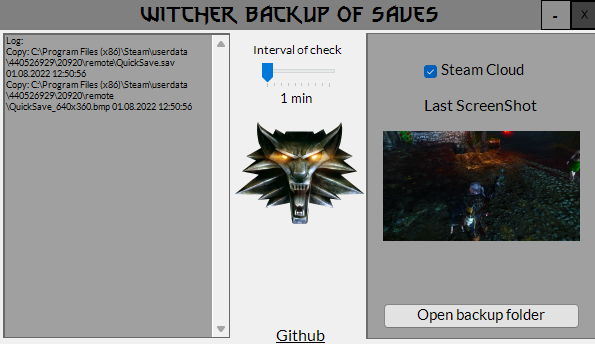 WITCHER BACKUP OF SAVES
- X
Log:
Copy: C:\Program Files (x86)\Steam\userdata
\440526929\20920\remote\QuickSave.sav
01.08.2022 12:50:56
Copy: C:\Program Files (x86)\Steam\userdata
\440526929\20920\remote
\QuickSave_640x360.bmp 01.08.2022 12:50:56
Interval of check
1 min
Github
Steam Cloud
Last ScreenShot
Open backup folder